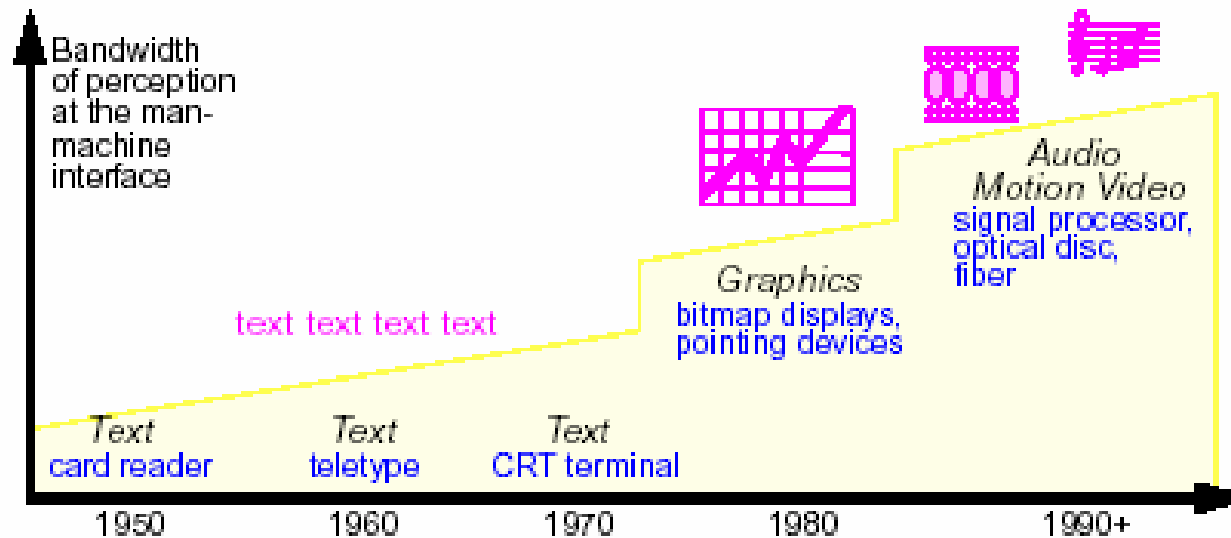 Bandwidth
of perception
at the man-
machine
interface
text text text text
Text
card reader
Text
teletype
Text
CRT terminal
Graphics
bitmap displays,
pointing devices
Audio
Motion Video
signal processor,
optical disc,
fiber
1950
1960
1970
1980
1990+